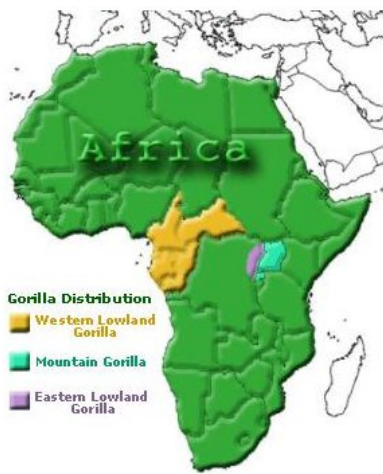 Africa
Gorilla Distribution
Western Lowland
Gorilla
Mountain Gorilla
Eastern Lowland
Gorilla